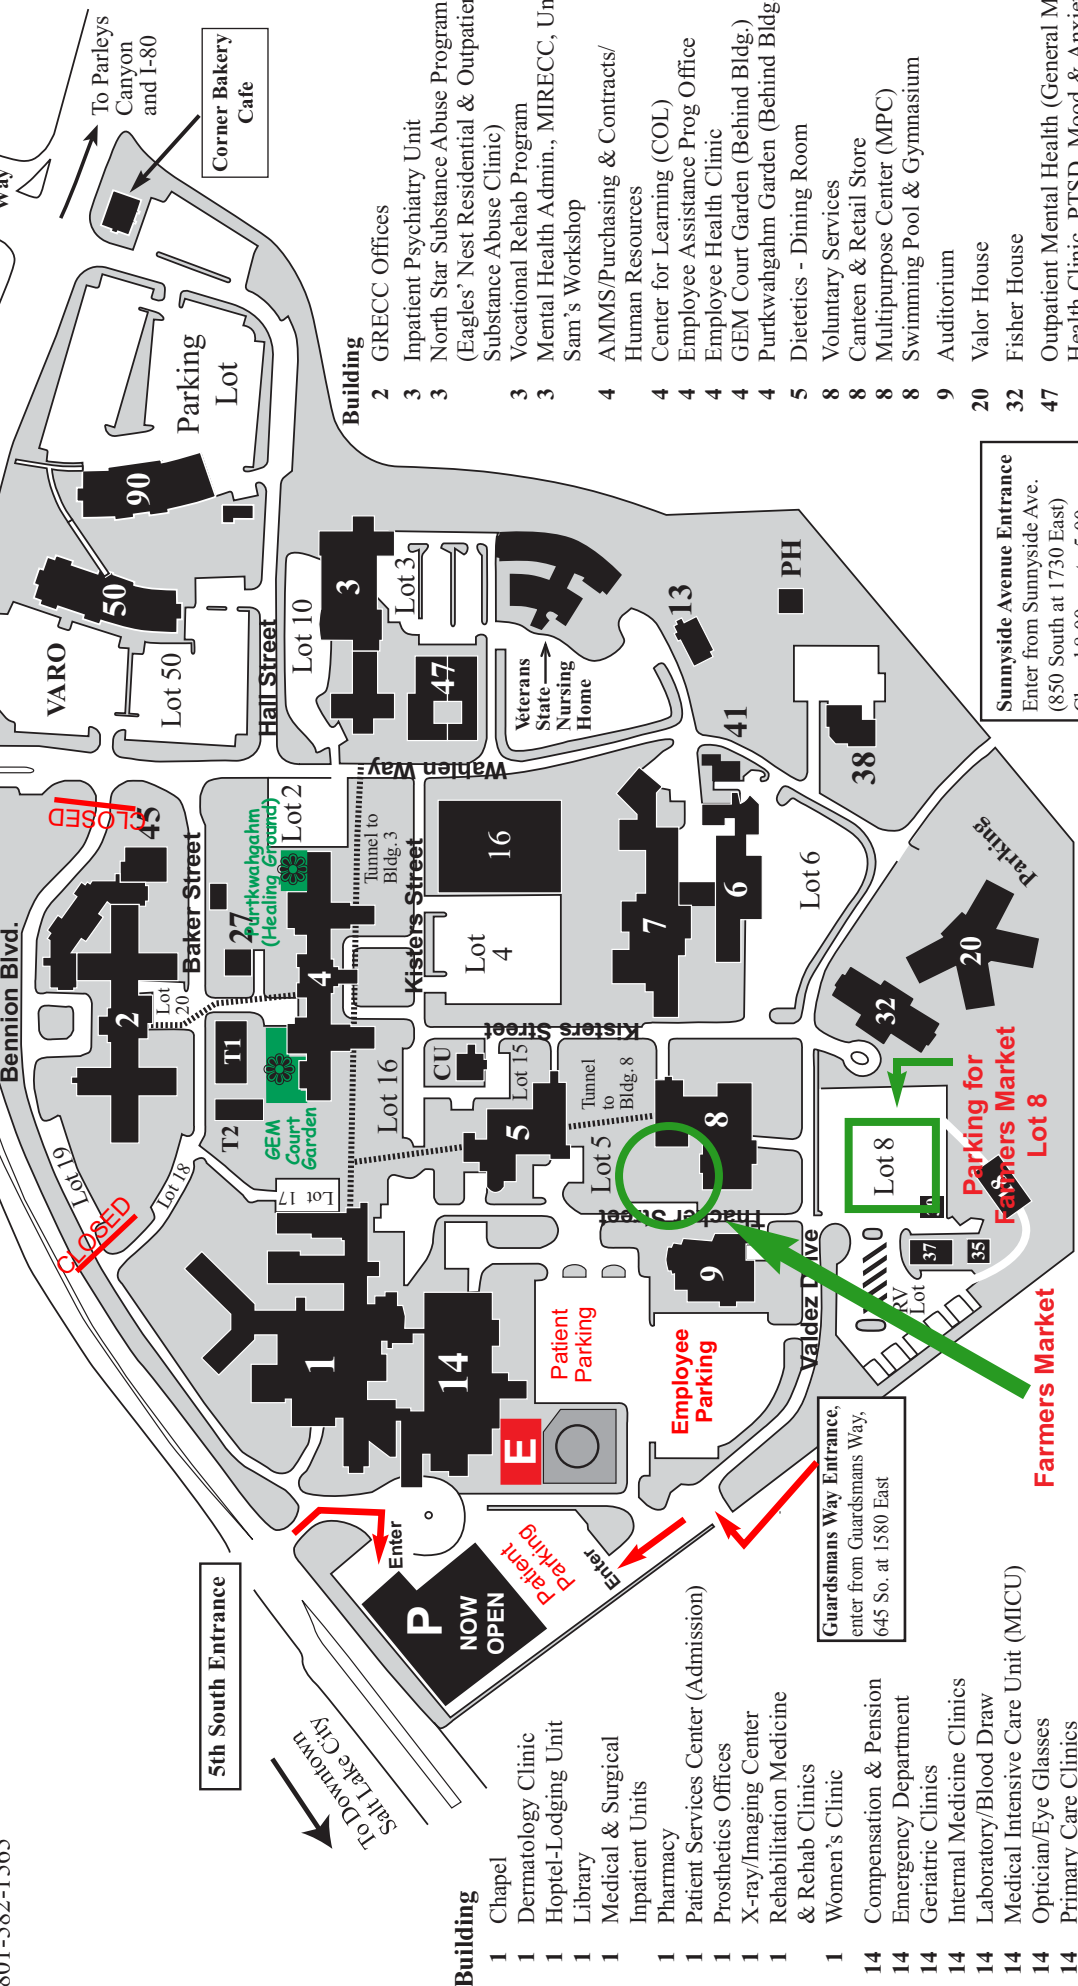 801-382-1565
Building
1 Chapel
1 Dermatology Clinic
1 Hoptel-Lodging Unit
1 Library
1 Medical & Surgical
Inpatient Units
1 Pharmacy
1 Patient Services Center (Admission)
1 Prosthetics Offices
1 X-ray/Imaging Center
1 Rehabilitation Medicine
& Rehab Clinics
1 Women's Clinic
14 Compensation & Pension
14 Emergency Department
14 Geriatric Clinics
14 Internal Medicine Clinics
14 Laboratory/Blood Draw
14 Medical Intensive Care Unit (MICU)
14 Optician/Eye Glasses
14 Primary Care Clinics
5th South Entrance
To Downtown
Salt Lake City
P
NOW
OPEN
Enter
Patient
Parking
Enter
Guardsmans Way Entrance,
enter from Guardsmans Way,
645 So. at 1580 East
Farmers Market
E
1
14
Patient
Parking
Employee
Parking
9
Valdez Drive
RV
Lot
37
35
Thacher Street
CLOSED
Lot 19
Lot 18
Lot 17
T2
T1
GEM
Court
Garden
Lot 16
CU
Lot 15
5
Lot 5
Tunnel
to
Bldg. 8
8
Lot 8
Parking for
Farmers Market
Lot 8
Bennion Blvd.
2
Lot
20
Baker Street
27
45
CLOSED
Purtkwahgahm
(Healing Ground)
Lot 2
4
Tunnel to
Bldg. 3
Kisters Street
Kisters Street
Lot
4
16
Wahlen Way
7
6
Lot 6
41
38
32
20
Parking
13
PH
Veterans
State
Nursing
Home
47
Lot 3
3
Lot 10
Hall Street
VARO
Lot 50
50
90
Parking
Lot
Way
To Parleys
Canyon
and I-80
Corner Bakery
Cafe
Sunnyside Avenue Entrance
Enter from Sunnyside Ave.
(850 South at 1730 East)
Building
2 GRECC Offices
3 Inpatient Psychiatry Unit
3 North Star Substance Abuse Program
(Eagles' Nest Residential & Outpatien
Substance Abuse Clinic)
3 Vocational Rehab Program
3 Mental Health Admin., MIRECC, Un
Sam's Workshop
4 AMMS/Purchasing & Contracts/
Human Resources
4 Center for Learning (COL)
4 Employee Assistance Prog Office
4 Employee Health Clinic
4 GEM Court Garden (Behind Bldg.)
4 Purtkwahgahm Garden (Behind Bldg
5 Dietetics - Dining Room
8 Voluntary Services
8 Canteen & Retail Store
8 Multipurpose Center (MPC)
8 Swimming Pool & Gymnasium
9 Auditorium
20 Valor House
32 Fisher House
47 Outpatient Mental Health (General M
Health Clinic, PTSD, Mood & Anxie